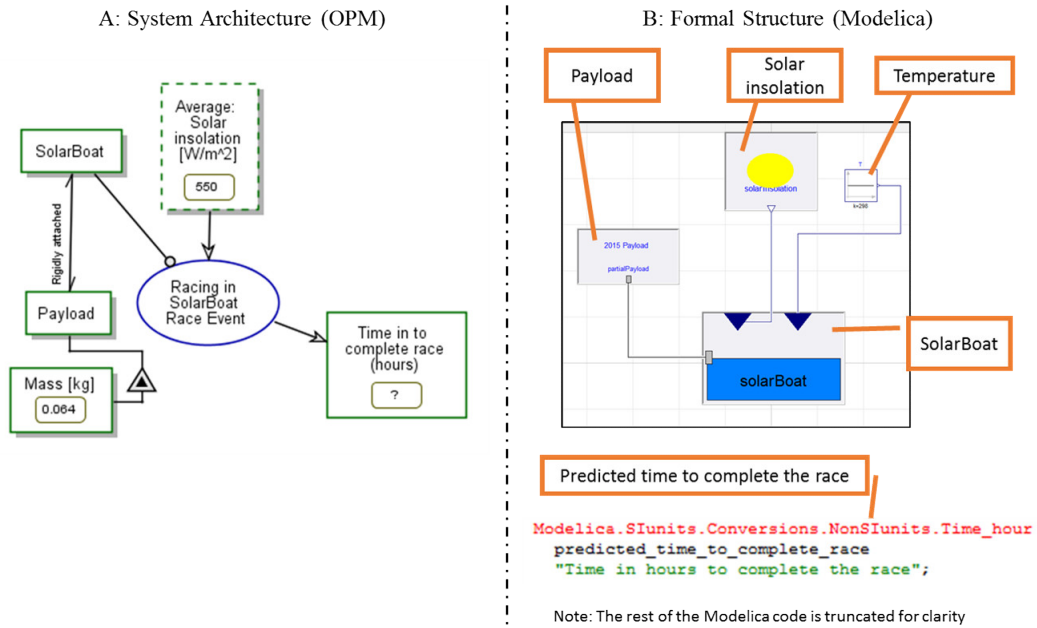 A: System Architecture (OPM)
Average:
Solar
insolation
[W/m^2]
550
SolarBoat
Rigidly attached
Racing in
SolarBoat
Race Event
Payload
Time in to
complete race
(hours)
?
Mass [kg]
0.064
B: Formal Structure (Modelica)
Payload
Solar
insolation
Temperature
T
solarInsolation
k=298
2015 Payload
partialPayload
SolarBoat
solarBoat
Predicted time to complete the race
Modelica.SIunits.Conversions.NonSIunits.Time_hour
predicted_time_to_complete_race
"Time in hours to complete the race";
Note: The rest of the Modelica code is truncated for clarity